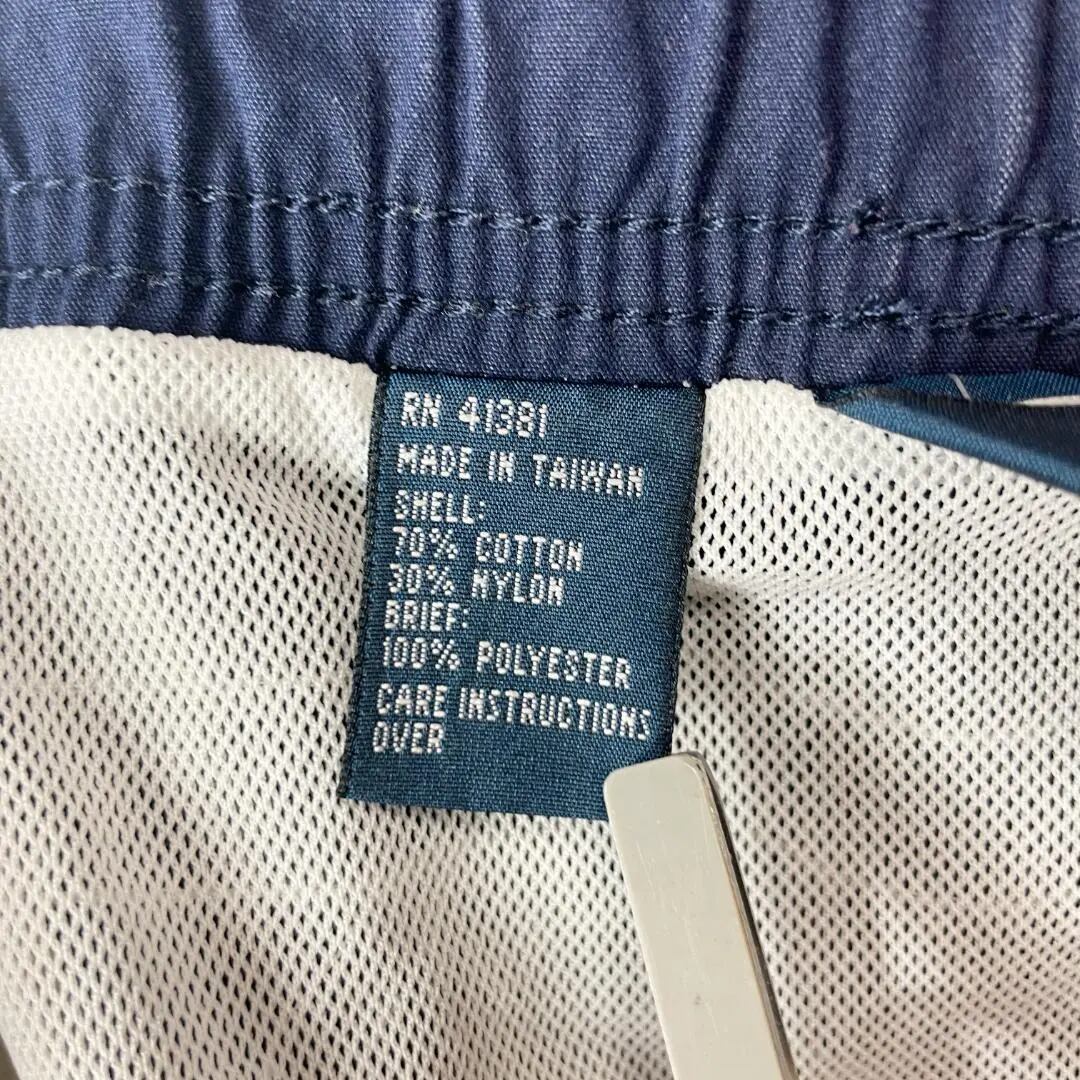 RN 41381
MADE IN TAIWAN
SHELL:
70% COTTON
30% NYLON
BRIEF:
100% POLYESTER
CARE INSTRUCTIONS
OVER